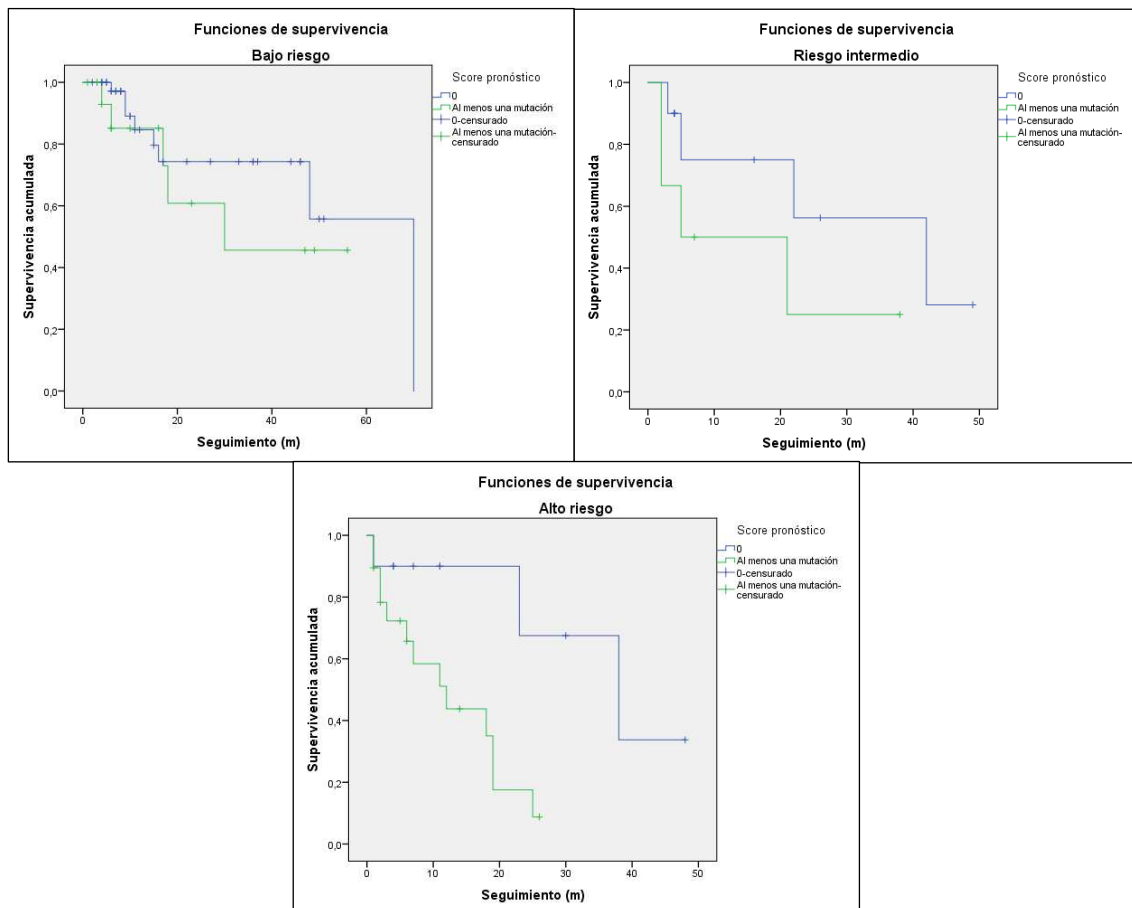 Funciones de supervivencia
Bajo riesgo
Supervivencia acumulada
1,0
0,8
0,6
0,4
0,2
0,0
0
20
40
60
Seguimiento (m)
Score pronóstico
0
Al menos una mutación
0-censurado
Al menos una mutación-
censurado
Funciones de supervivencia
Riesgo intermedio
Supervivencia acumulada
1,0
0,8
0,6
0,4
0,2
0,0
0
10
20
30
40
50
Seguimiento (m)
Score pronóstico
0
Al menos una mutación
0-censurado
Al menos una mutación-
censurado
Funciones de supervivencia
Alto riesgo
Supervivencia acumulada
1,0
0,8
0,6
0,4
0,2
0,0
0
10
20
30
40
50
Seguimiento (m)
Score pronóstico
0
Al menos una mutación
0-censurado
Al menos una mutación-
censurado